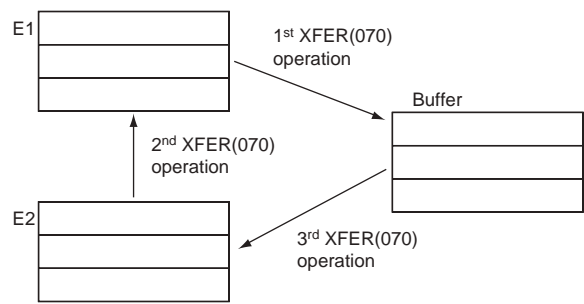 E1
1st XFER(070)
operation
Buffer
2nd XFER(070)
operation
E2
3rd XFER(070)
operation